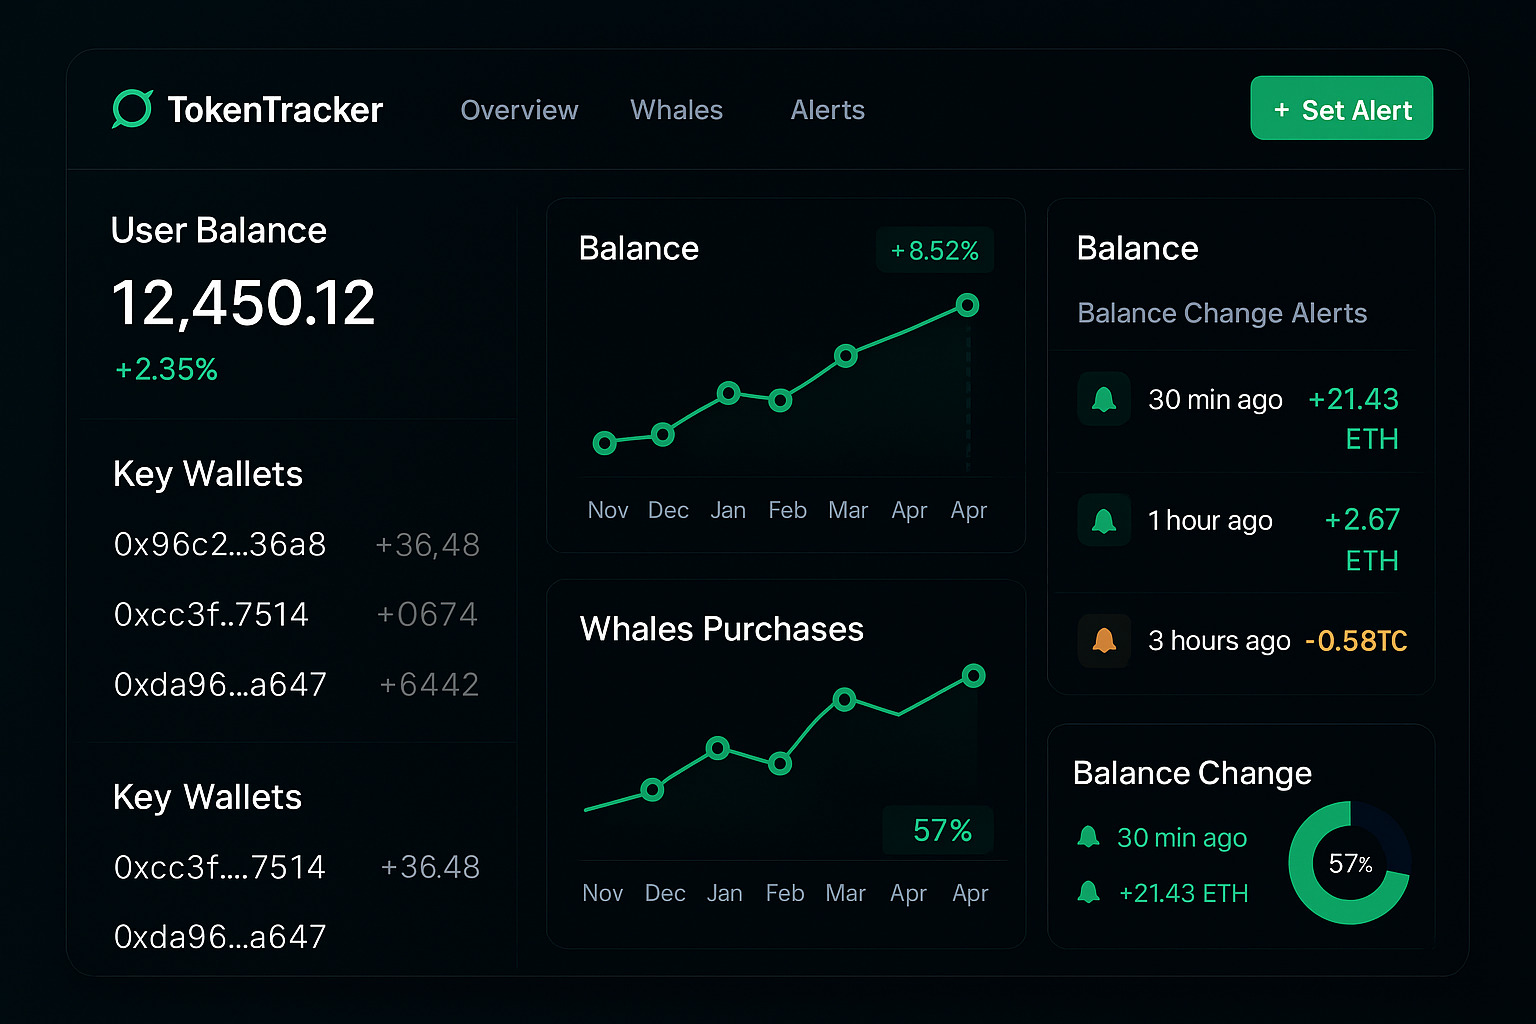 TokenTracker
Overview
Whales
Alerts
+ Set Alert
User Balance
12,450.12
+2.35%
Key Wallets
0x96c2...36a8 +36,48
0xcc3f..7514 +0674
0xda96...a647 +6442
Key Wallets
0xcc3f....7514 +36.48
0xda96...a647
Balance
+8.52%
Nov Dec Jan Feb Mar Apr Apr
Whales Purchases
57%
Nov Dec Jan Feb Mar Apr Apr
Balance
Balance Change Alerts
30 min ago +21.43
ETH
1 hour ago +2.67
ETH
3 hours ago -0.58TC
Balance Change
30 min ago
+21.43 ETH
57%